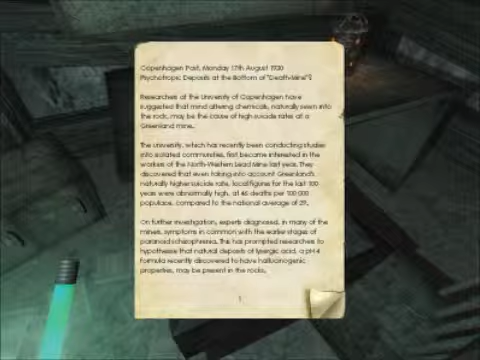 Copenhagen Post, Monday 17th August 1930
Psychotropic Deposits at the Bottom of "Death-Mine"?
Researchers at the University of Copenhagen have
suggested that mind altering chemicals, naturally seen into
the rock, may be the cause of high suicide rates at a
Greenland mine.
The university, which has recently been conducting studies
into isolated communities, first became interested in the
workers of the North-Western Lead Mine last year. They
discovered that even taking into account Greenland's
naturally higher suicide rate, local figures for the last 100
years were abnormally high, at 46 deaths per 100 000
populace, compared to the national average of
On further investigation, experts diagnosed, in many of the
miners, symptoms in common with the earlier stages of
paranoid schizophrenia. This has prompted researchers to
hypothesise that natural deposits of lysergic acid, a pH 4
formula recently discovered to have hallucinogenic
properties, may be present in the rocks.
1